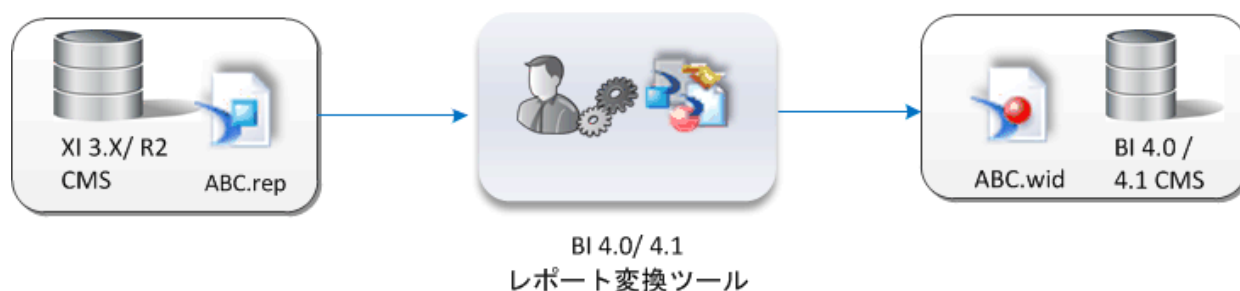 XI 3.X/ R2
CMS
ABC.rep
BI 4.0/ 4.1
レポート変換ツール
ABC.wid
BI 4.0 /
4.1 CMS